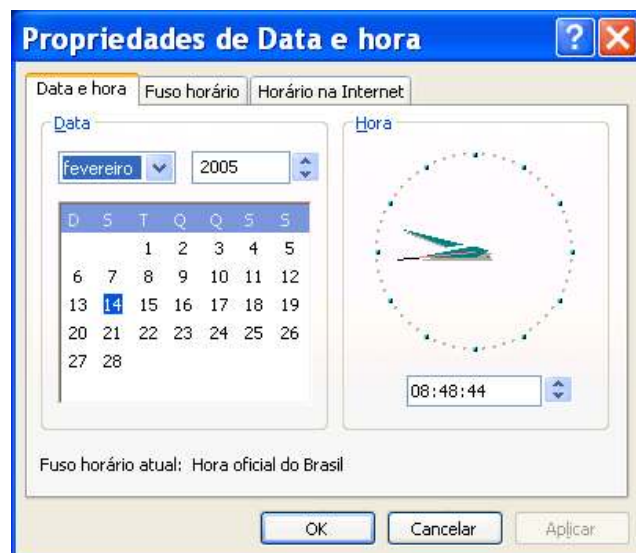 Propriedades de Data e hora
Data e hora Fuso horário Horário na Internet
Data
fevereiro 2005
D S T Q Q S S
1 2 3 4 5
6 7 8 9 10 11 12
13 14 15 16 17 18 19
20 21 22 23 24 25 26
27 28
Hora
08:48:44
Fuso horário atual: Hora oficial do Brasil
OK Cancelar Aplicar